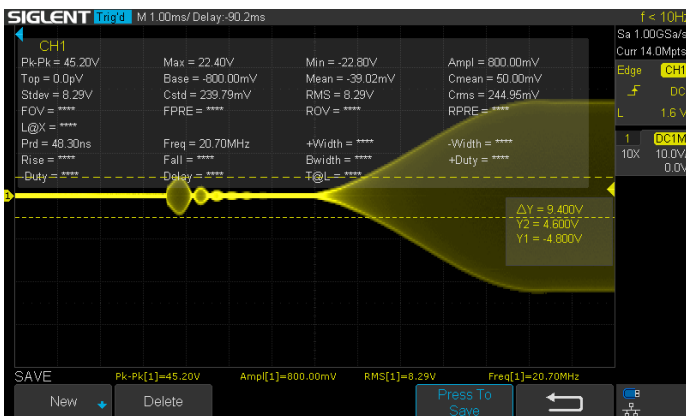 SIGLENT Trig'd M 1.00ms/ Delay:-90.2ms f < 10Hz
Sa 1.00GSa/s
Curr 14.0Mpts
CH1
Pk-Pk = 45.20V Max = 22.40V Min = -22.80V Ampl = 800.00mV
Top = 0.0pV Base = -800.00mV Mean = -39.02mV Cmean = 50.00mV
Stdev = 8.29V Cstd = 239.79mV RMS = 8.29V Crms = 244.95mV
FOV = **** FPRE = **** ROV = **** RPRE = ****
L@X = ****
Prd = 48.30ns Freq = 20.70MHz +Width = **** -Width = ****
Rise = **** Fall = **** Bwidth = **** +Duty = ****
-Duty = **** Delay = **** T@L = ****
Edge CH1
DC
L 1.6 V
1 DC1M
10X 10.0V/
0.0V
1
ΔY = 9.400V
Y2 = 4.600V
Y1 = -4.800V
SAVE Pk-Pk[1]=45.20V Ampl[1]=800.00mV RMS[1]=8.29V Freq[1]=20.70MHz
New Delete Press To
Save